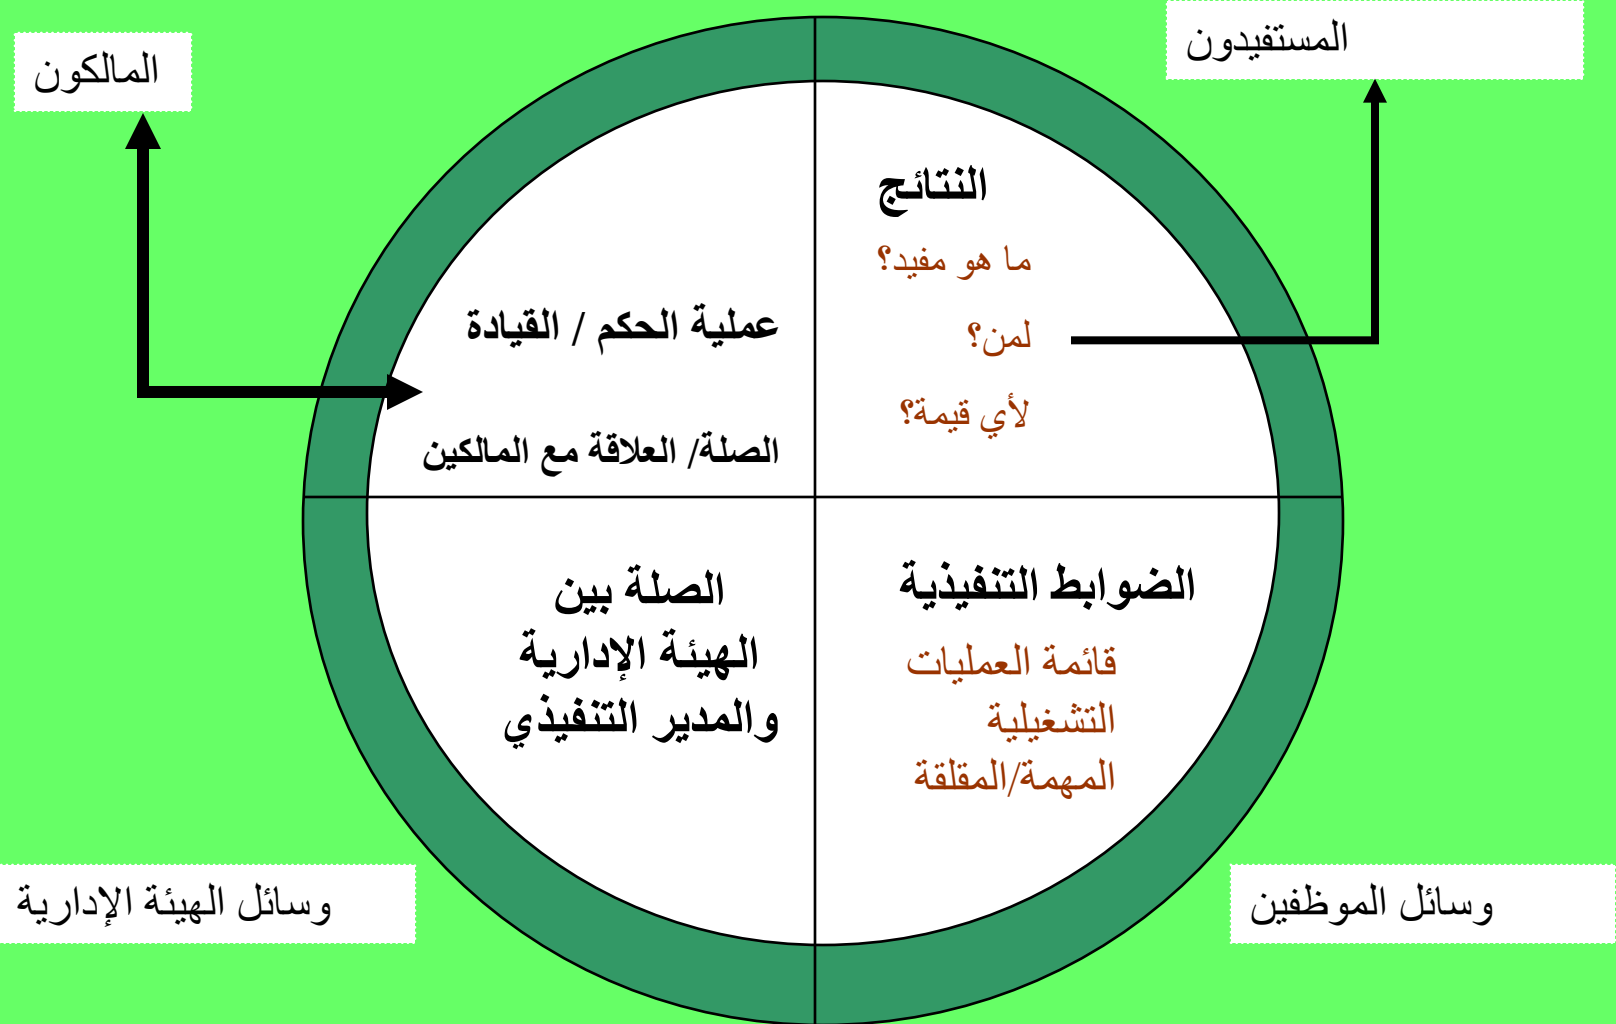 المستفيدون
المالكون
النتائج
ما هو مفيد؟
لمن؟
لأي قيمة؟
عملية الحكم / القيادة
الصلة/ العلاقة مع المالكين
الضوابط التنفيذية
قائمة العمليات
التشغيلية
المهمة/المقلقة
الصلة بين
الهيئة الإدارية
والمدير التنفيذي
وسائل الموظفين
وسائل الهيئة الإدارية